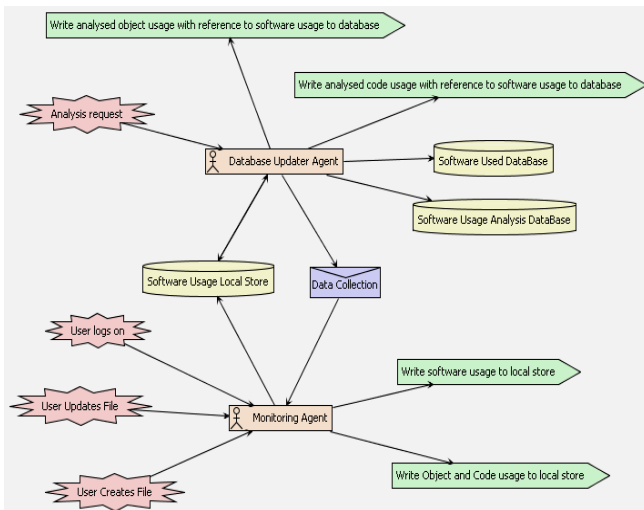 Write analysed object usage with reference to software usage to database
Write analysed code usage with reference to software usage to database
Analysis request
Database Updater Agent
Software Used DataBase
Software Usage Analysis DataBase
Software Usage Local Store
Data Collection
User logs on
Write software usage to local store
User Updates File
Monitoring Agent
Write Object and Code usage to local store
User Creates File